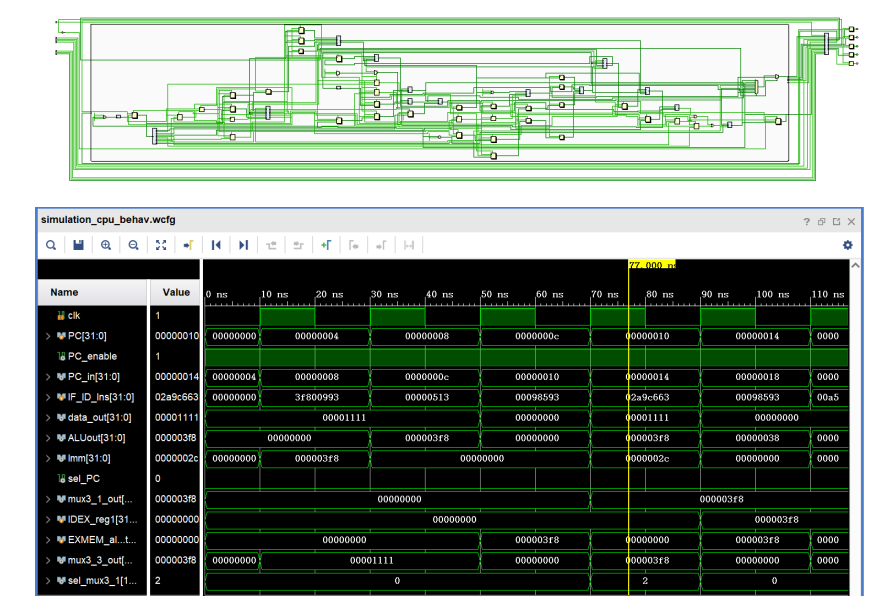 simulation_cpu_behav.wcfg
77.000 ns
Name Value 0 ns 10 ns 20 ns 30 ns 40 ns 50 ns 60 ns 70 ns 80 ns 90 ns 100 ns 110 ns
clk 1
PC[31:0] 00000010 00000000 00000004 00000008 0000000c 00000010 00000014 0000
PC_enable 1
PC_in[31:0] 00000014 00000004 00000008 0000000c 00000010 00000014 00000018 0000
IF_ID_Ins[31:0] 02a9c663 00000000 3f800993 00000513 00098593 02a9c663 00098593 00a5
data_out[31:0] 00001111 00001111 00000000 00001111 00000000
ALUout[31:0] 000003f8 00000000 000003f8 00000000 000003f8 00000038 0000
Imm[31:0] 0000002c 00000000 000003f8 00000000 0000002c 00000000 0000
sel_PC 0
mux3_1_out[... 000003f8 00000000 000003f8
IDEX_reg1[31... 00000000 00000000 000003f8
EXMEM_al...t... 00000000 00000000 000003f8 00000000 000003f8 0000
mux3_3_out[... 000003f8 00000000 00001111 00000000 000003f8 00000000 0000
sel_mux3_1[1... 2 0 2 0